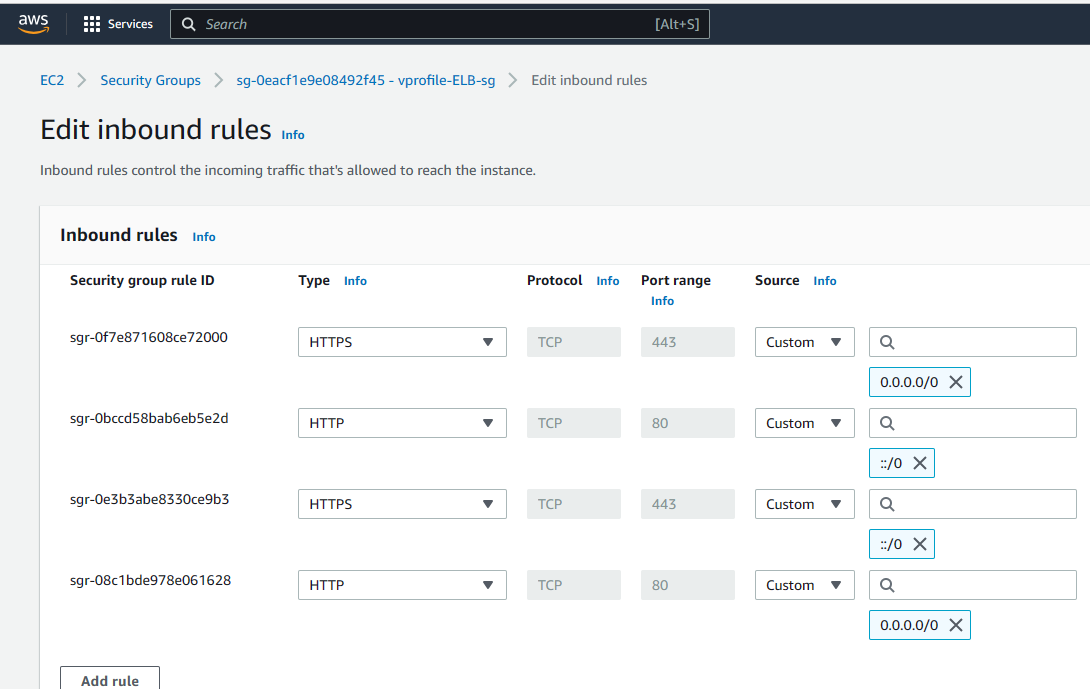 aws Services Search [Alt+S]
EC2 Security Groups sg-0eacf1e9e08492f45 - vprofile-ELB-sg Edit inbound rules
Edit inbound rules Info
Inbound rules control the incoming traffic that's allowed to reach the instance.
Inbound rules Info
Security group rule ID Type Info Protocol Info Port range Info Source Info
sgr-0f7e871608ce72000 HTTPS TCP 443 Custom
0.0.0.0/0
sgr-0bccd58bab6eb5e2d HTTP TCP 80 Custom
::/0
sgr-0e3b3abe8330ce9b3 HTTPS TCP 443 Custom
::/0
sgr-08c1bde978e061628 HTTP TCP 80 Custom
0.0.0.0/0
Add rule